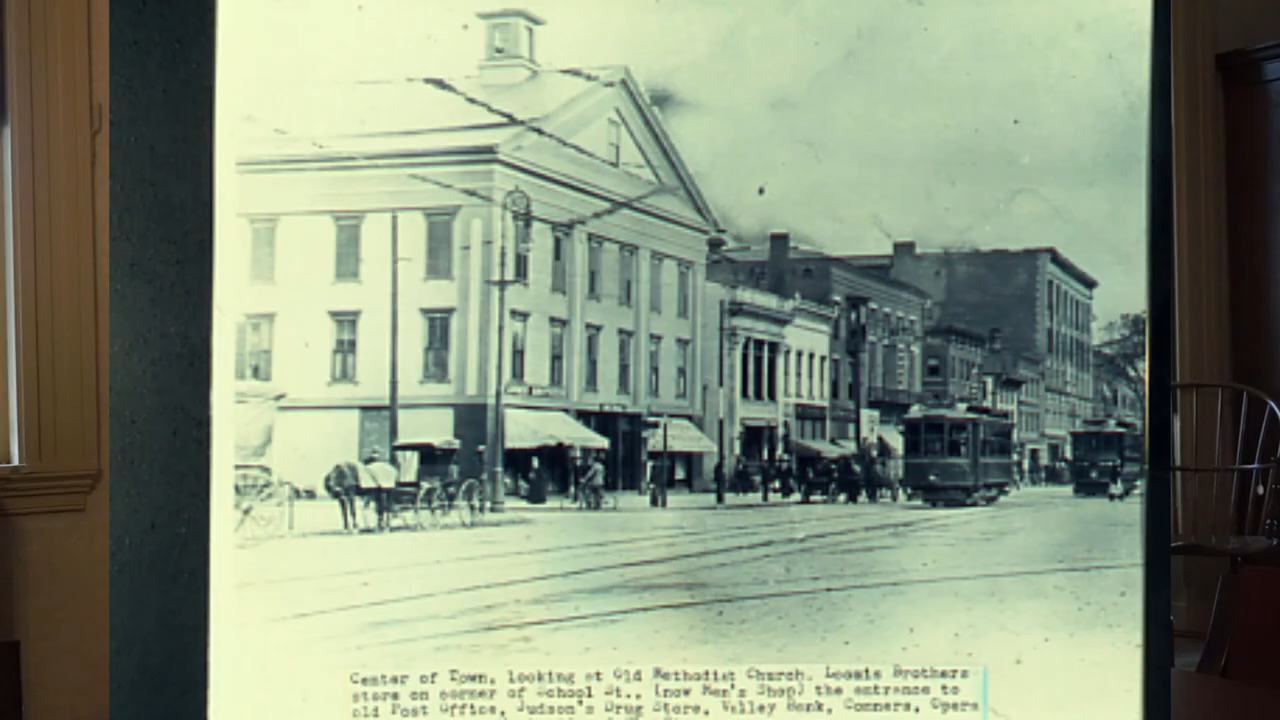 Center of Town, looking at Old Methodist Church. Loomis Brothers
store on corner of School St., (now Men's Shop) the entrance to
old Post Office, Judson's Drug Store, Valley Bank, Conners, Opera